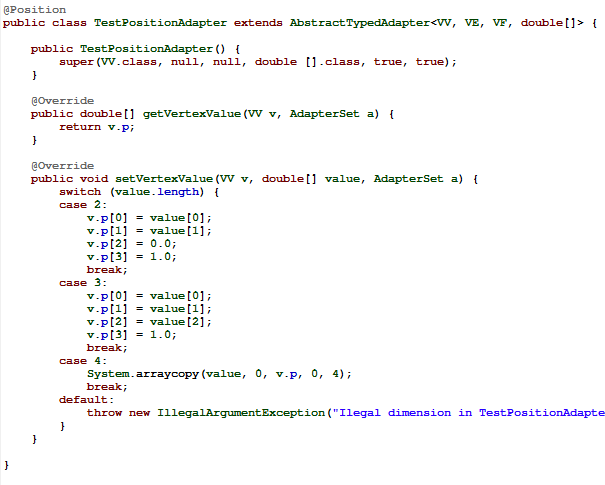 @Position
public class TestPositionAdapter extends AbstractTypedAdapter<VV, VE, VF, double[]> {
public TestPositionAdapter() {
super(VV.class, null, null, double [].class, true, true);
}
@Override
public double[] getVertexValue(VV v, AdapterSet a) {
return v.p;
}
@Override
public void setVertexValue(VV v, double[] value, AdapterSet a) {
switch (value.length) {
case 2:
v.p[0] = value[0];
v.p[1] = value[1];
v.p[2] = 0.0;
v.p[3] = 1.0;
break;
case 3:
v.p[0] = value[0];
v.p[1] = value[1];
v.p[2] = value[2];
v.p[3] = 1.0;
break;
case 4:
System.arraycopy(value, 0, v.p, 0, 4);
break;
default:
throw new IllegalArgumentException("Ilegal dimension in TestPositionAdapte
}
}
}